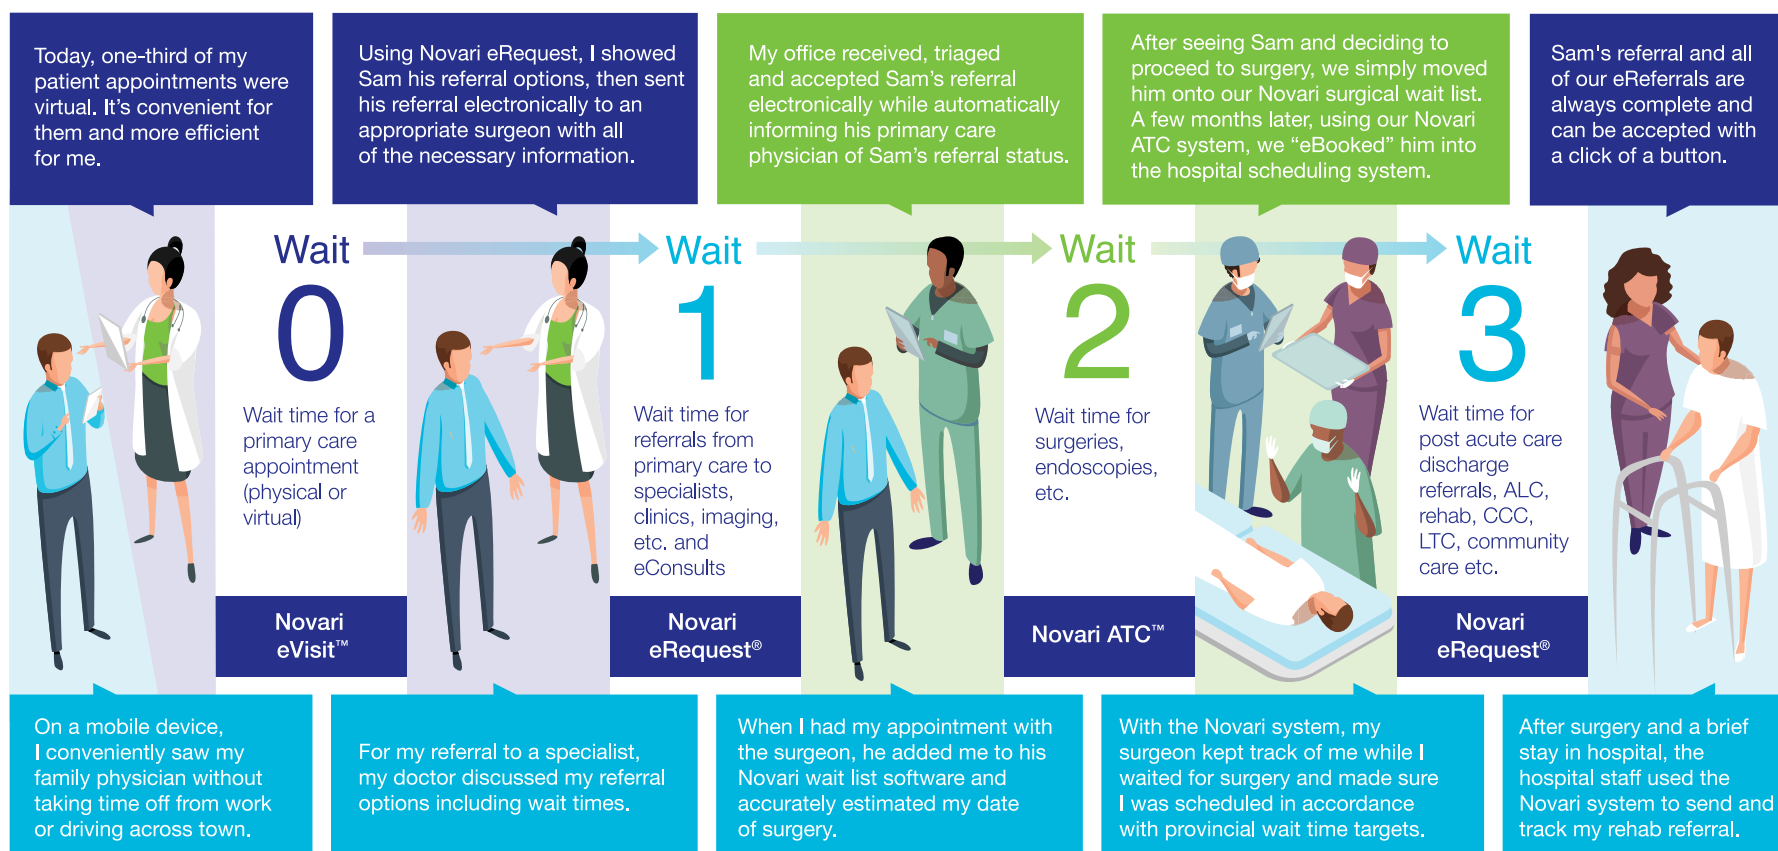 Today, one-third of my
patient appointments were
virtual. It's convenient for
them and more efficient
for me.
Using Novari eRequest, I showed
Sam his referral options, then sent
his referral electronically to an
appropriate surgeon with all
of the necessary information.
My office received, triaged
and accepted Sam's referral
electronically while automatically
informing his primary care
physician of Sam's referral status.
After seeing Sam and deciding to
proceed to surgery, we simply moved
him onto our Novari surgical wait list.
A few months later, using our Novari
ATC system, we “eBooked” him into
the hospital scheduling system.
Sam's referral and all
of our eReferrals are
always complete and
can be accepted with
a click of a button.
Wait
0
Wait time for a
primary care
appointment
(physical or
virtual)
Novari
eVisit™
Wait
1
Wait time for
referrals from
primary care to
specialists,
clinics, imaging,
etc. and
eConsults
Novari
eRequest®
Wait
2
Wait time for
surgeries,
endoscopies,
etc.
Novari ATC™
Wait
3
Wait time for
post acute care
discharge
referrals, ALC,
rehab, CCC,
LTC, community
care etc.
Novari
eRequest®
On a mobile device,
I conveniently saw my
family physician without
taking time off from work
or driving across town.
For my referral to a specialist,
my doctor discussed my referral
options including wait times.
When I had my appointment with
the surgeon, he added me to his
Novari wait list software and
accurately estimated my date
of surgery.
With the Novari system, my
surgeon kept track of me while I
waited for surgery and made sure
I was scheduled in accordance
with provincial wait time targets.
After surgery and a brief
stay in hospital, the
hospital staff used the
Novari system to send and
track my rehab referral.